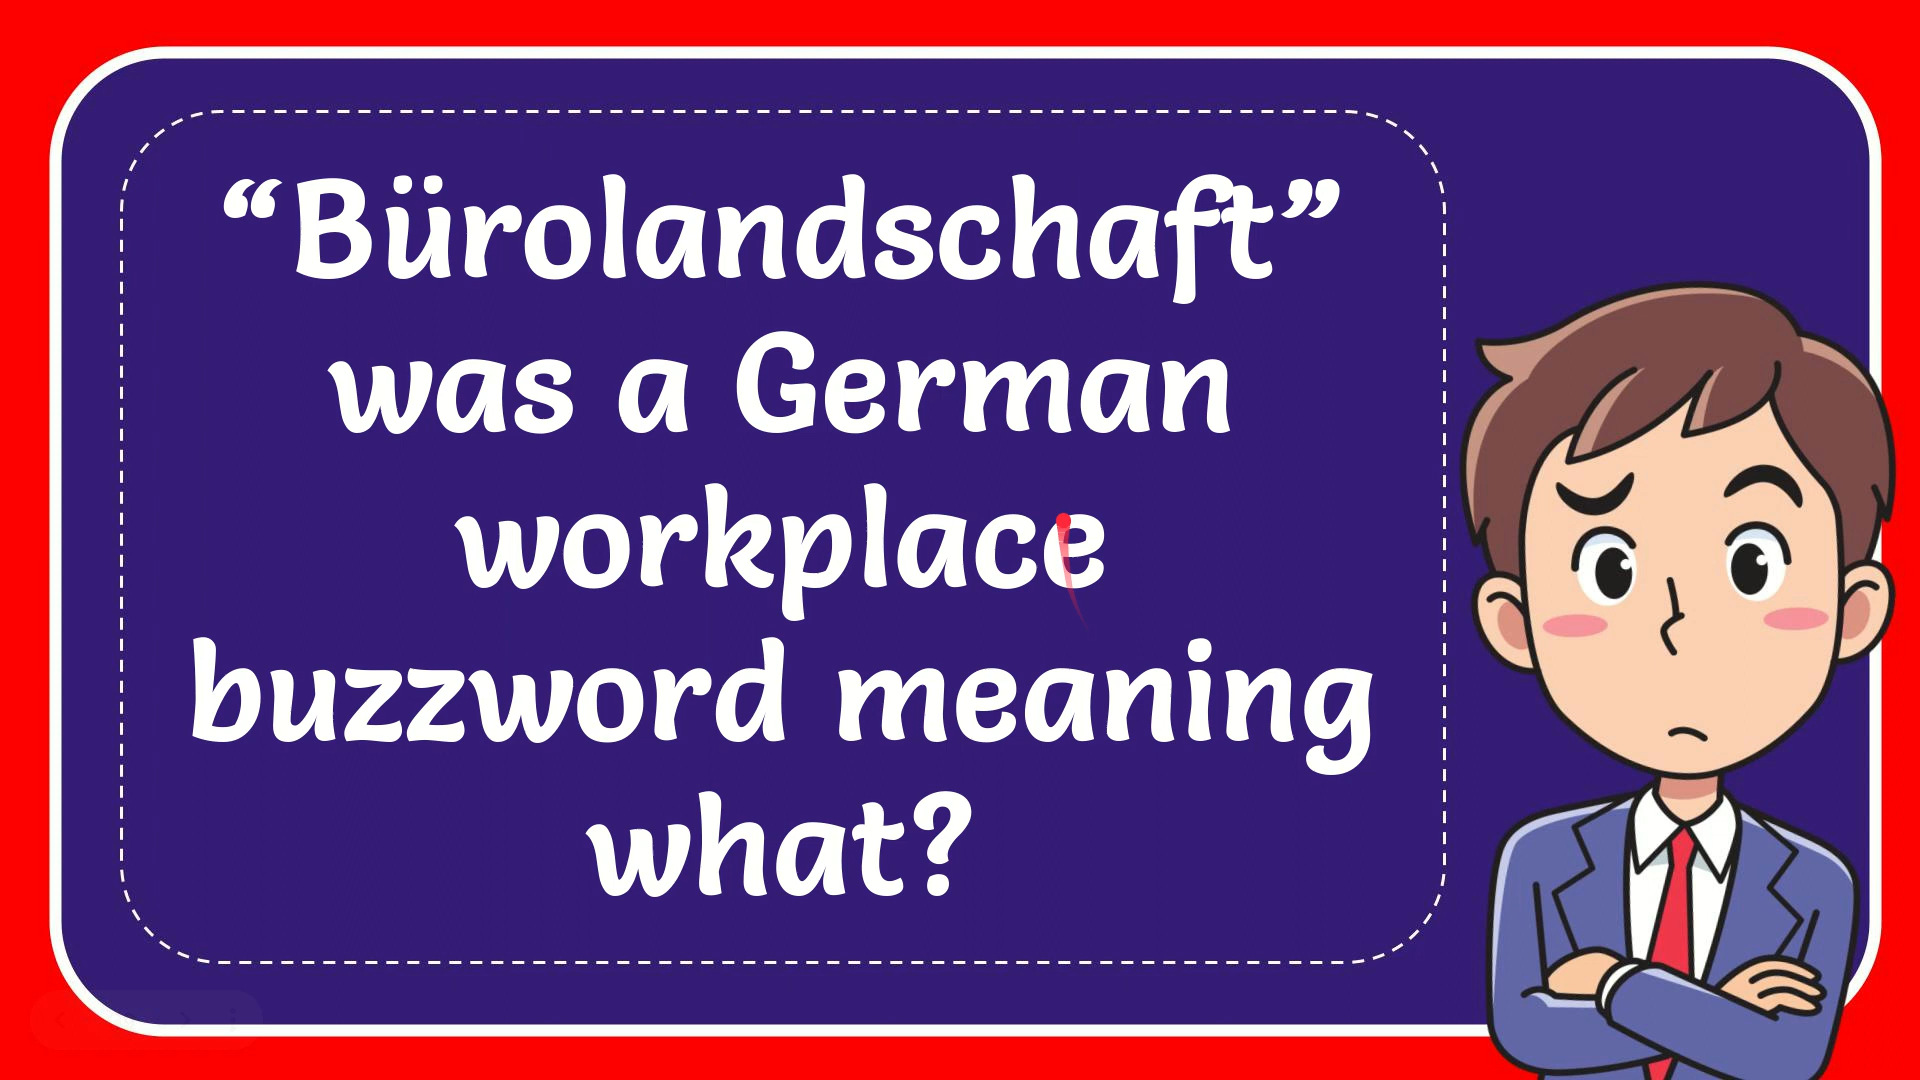 “Bürolandschaft”
was a German
workplace
buzzword meaning
what?